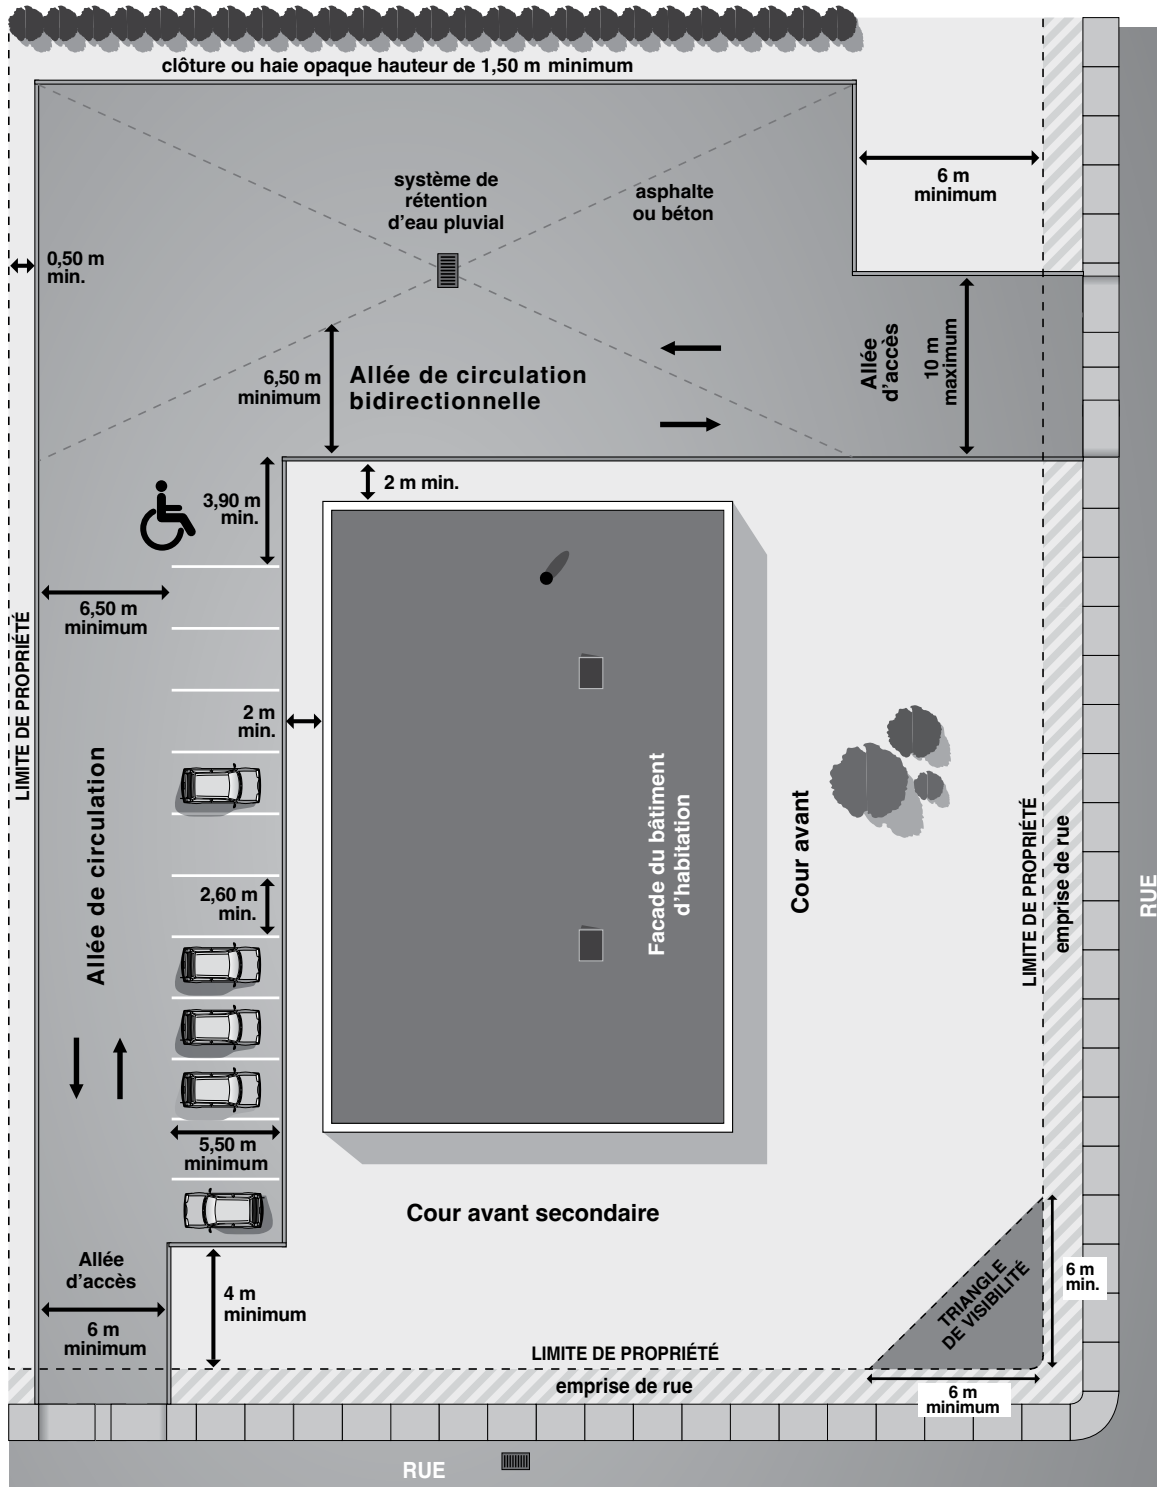 clôture ou haie opaque hauteur de 1,50 m minimum
système de
rétention
d'eau pluvial
asphalte
ou béton
6 m
minimum
0,50 m
min.
6,50 m
minimum
Allée de circulation
bidirectionnelle
Allée
d'accès
10 m
maximum
3,90 m
min.
2 m min.
6,50 m
minimum
LIMITE DE PROPRIÉTÉ
2 m
min.
Allée de circulation
Facade du bâtiment
d'habitation
Cour avant
LIMITE DE PROPRIÉTÉ
emprise de rue
RUE
2,60 m
min.
5,50 m
minimum
Cour avant secondaire
Allée
d'accès
6 m
minimum
4 m
minimum
TRIANGLE
DE VISIBILITÉ
6 m
min.
LIMITE DE PROPRIÉTÉ
emprise de rue
6 m
minimum
RUE